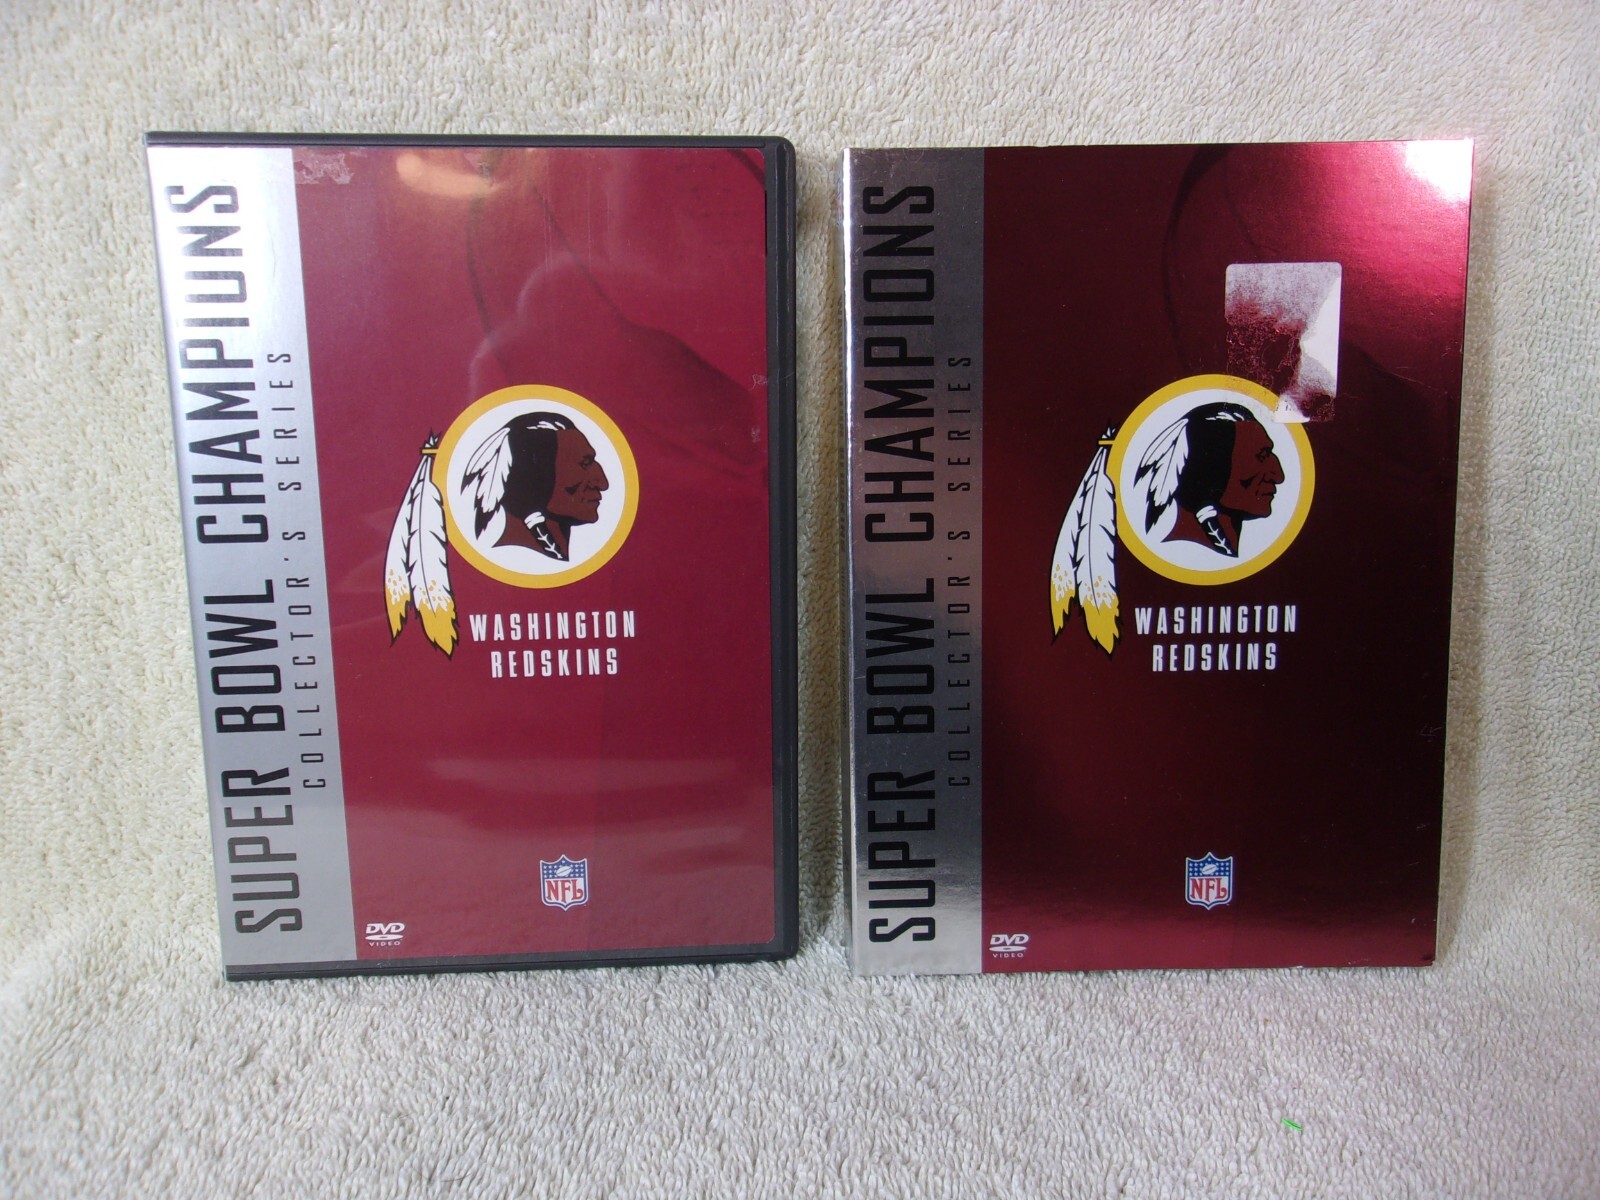 SUPER BOWL CHAMPIONS
COLLECTOR'S SERIES
WASHINGTON
REDSKINS
NFL
DVD
VIDEO
SUPER BOWL CHAMPIONS
COLLECTOR'S SERIES
WASHINGTON
REDSKINS
NFL
DVD
VIDEO